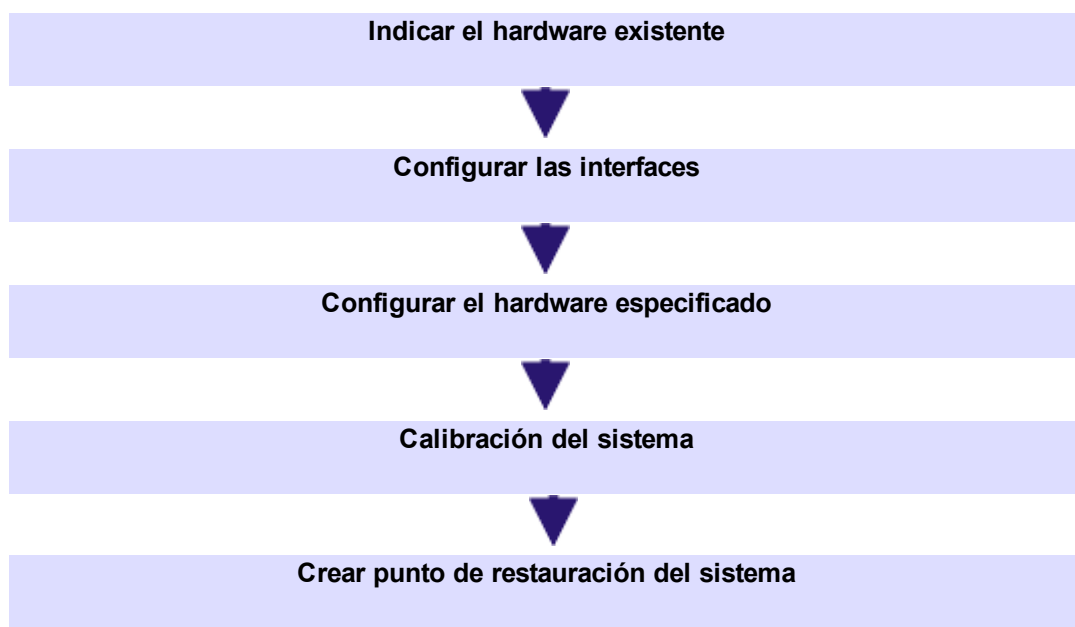 Indicar el hardware existente
Configurar las interfaces
Configurar el hardware especificado
Calibración del sistema
Crear punto de restauración del sistema